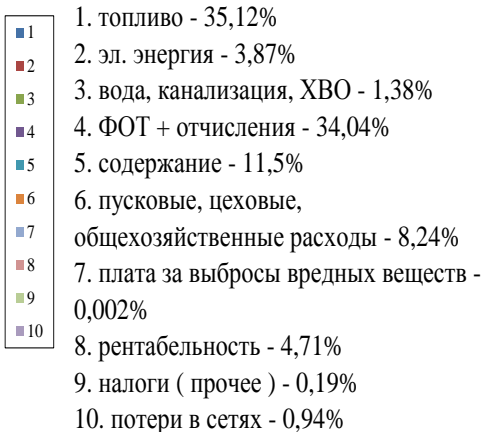 1
2
3
4
5
6
7
8
9
10
1. топливо - 35,12%
2. эл. энергия - 3,87%
3. вода, канализация, ХВО - 1,38%
4. ФОТ + отчисления - 34,04%
5. содержание - 11,5%
6. пусковые, цеховые,
общехозяйственные расходы - 8,24%
7. плата за выбросы вредных веществ -
0,002%
8. рентабельность - 4,71%
9. налоги ( прочее ) - 0,19%
10. потери в сетях - 0,94%